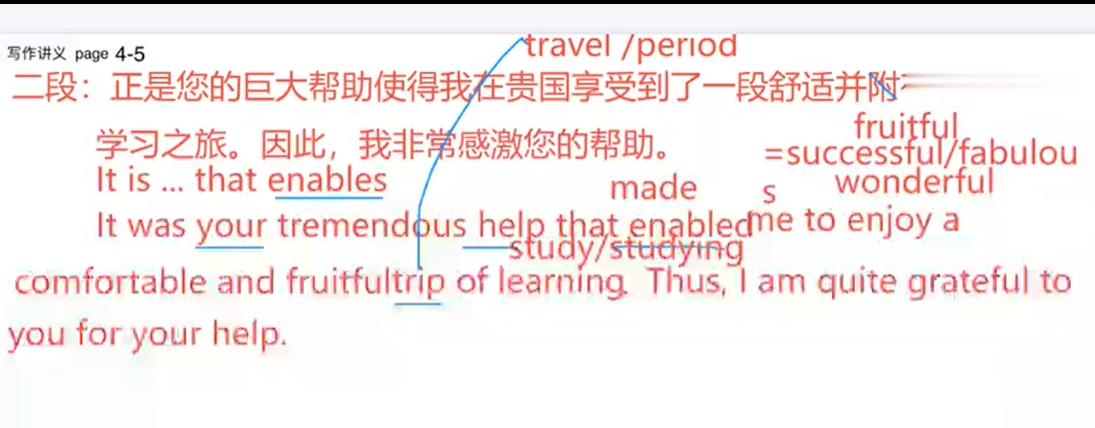 写作讲义 page 4-5
travel /period
二段：正是您的巨大帮助使得我在贵国享受到了一段舒适并附
fruitful
学习之旅。因此，我非常感激您的帮助。
=successful/fabulou
s
wonderful
It is ... that enables
made
It was your tremendous help that enabled me to enjoy a
study/studying
comfortable and fruitfultrip of learning. Thus, I am quite grateful to
you for your help.